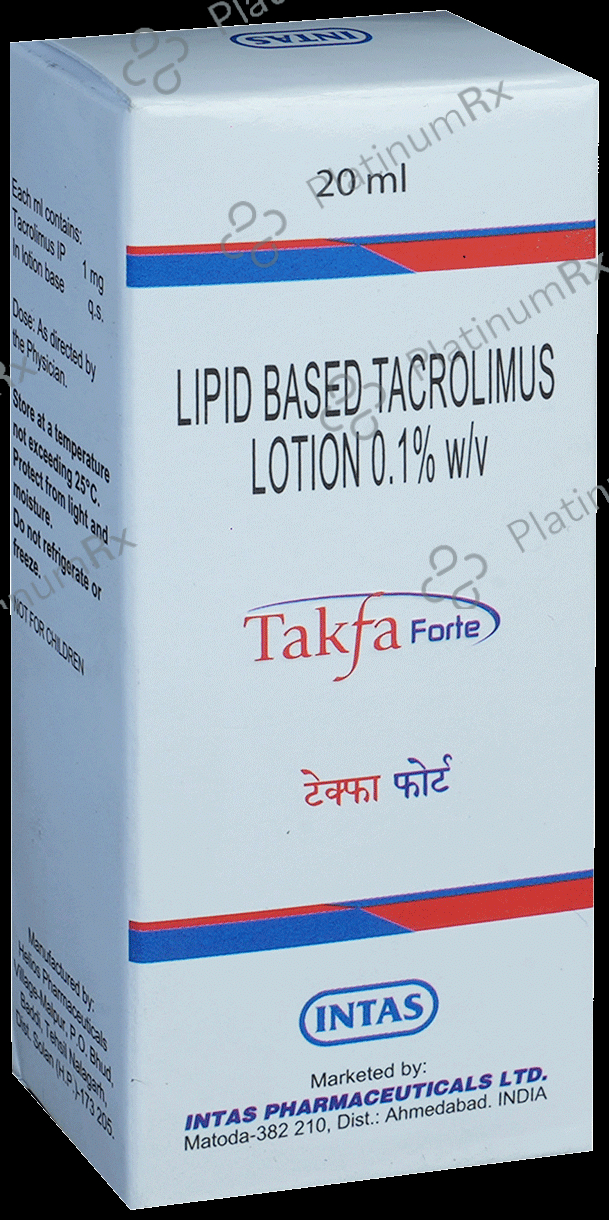 INTAS
20 ml
LIPID BASED TACROLIMUS
LOTION 0.1% w/v
Takfa Forte
टेक्फा फोर्ट
INTAS
Marketed by:
INTAS PHARMACEUTICALS LTD.
Matoda-382 210, Dist.: Ahmedabad. INDIA
Each ml contains:
Tacrolimus IP 1 mg
In lotion base q.s.
Dose: As directed by
the Physician.
Store at a temperature
not exceeding 25°C.
Protect from light and
moisture.
Do not refrigerate or
freeze.
NOT FOR CHILDREN
Manufactured by:
Helios Pharmaceuticals
Village-Malpur, P.O. Bhud,
Baddi, Tehsil Nalagarh,
Dist. Solan (H.P.)-173 205.
PlatinumRx
PlatinumRx
PlatinumRx